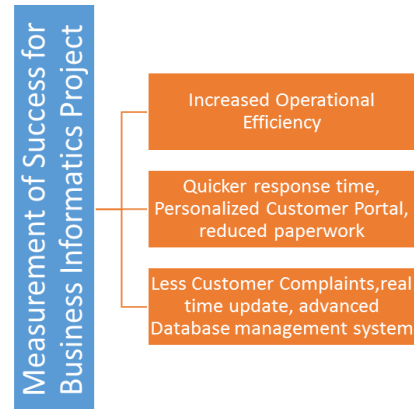 Measurement of Success for
Business Informatics Project
Increased Operational
Efficiency
Quicker response time,
Personalized Customer Portal,
reduced paperwork
Less Customer Complaints,real
time update, advanced
Database management system